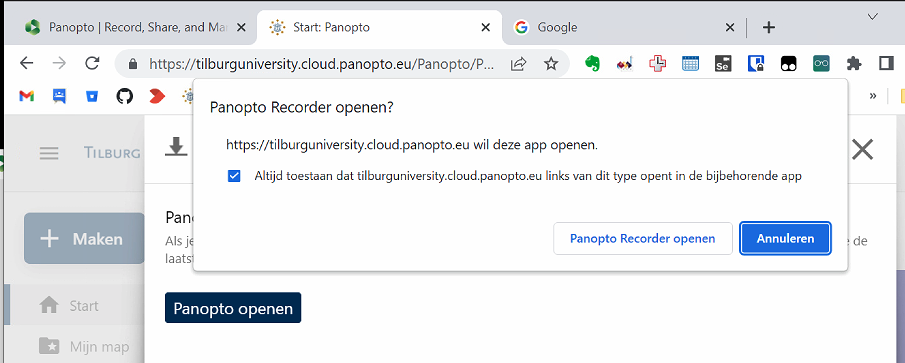 Panopto | Record, Share, and Ma
Start: Panopto
Google
https://tilburguniversity.cloud.panopto.eu/Panopto/P...
Panopto Recorder openen?
https://tilburguniversity.cloud.panopto.eu wil deze app openen.
Altijd toestaan dat tilburguniversity.cloud.panopto.eu links van dit type opent in de bijbehorende app
Panopto Recorder openen
Annuleren
TILBURG
Maken
Start
Mijn map
Pano
Als je
e de
laatst
Panopto openen